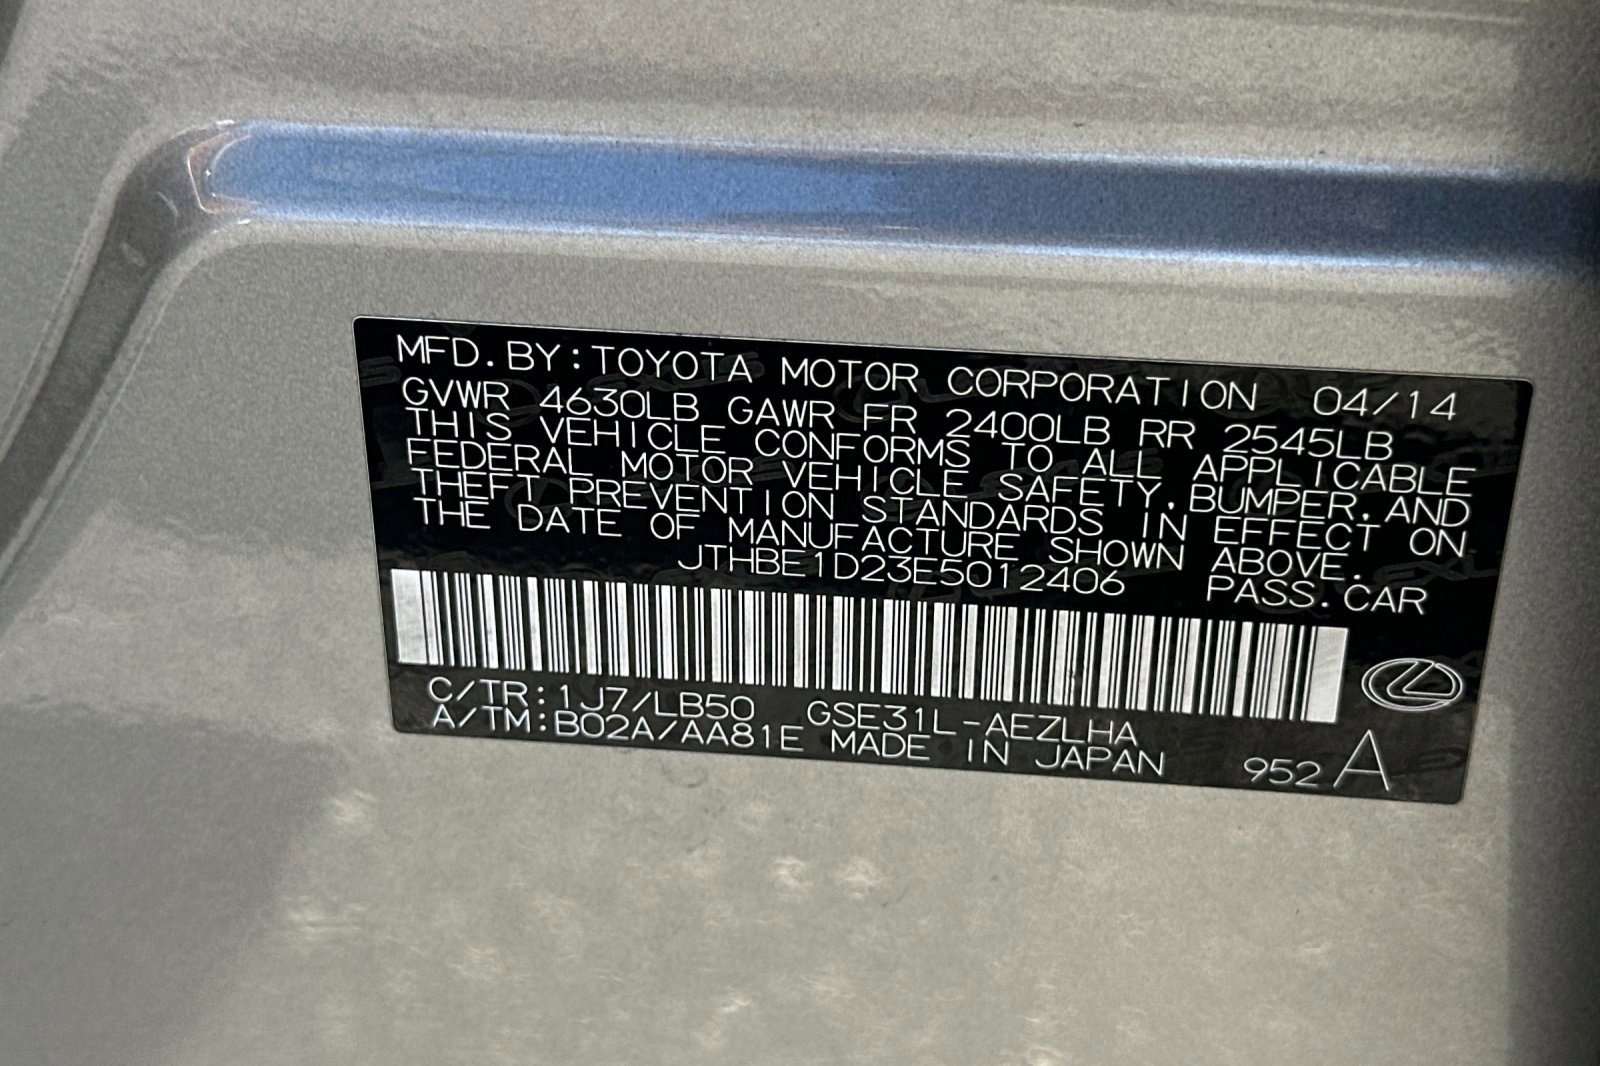 MFD. BY: TOYOTA MOTOR CORPORATION 04/14
GVWR 4630LB GAWR FR 2400LB RR 2545LB
THIS VEHICLE CONFORMS TO ALL APPLICABLE
FEDERAL MOTOR VEHICLE SAFETY, BUMPER, AND
THEFT PREVENTION STANDARDS IN EFFECT ON
THE DATE OF MANUFACTURE SHOWN ABOVE.
JTHBE1D23E5012406 PASS. CAR
C/TR: 1J7/LB50 GSE31L-AEZLHA
A/TM: B02A/AA81E MADE IN JAPAN 952 A